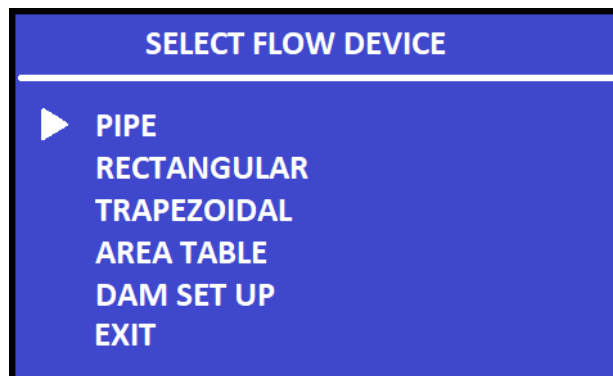 SELECT FLOW DEVICE
PIPE
RECTANGULAR
TRAPEZOIDAL
AREA TABLE
DAM SET UP
EXIT